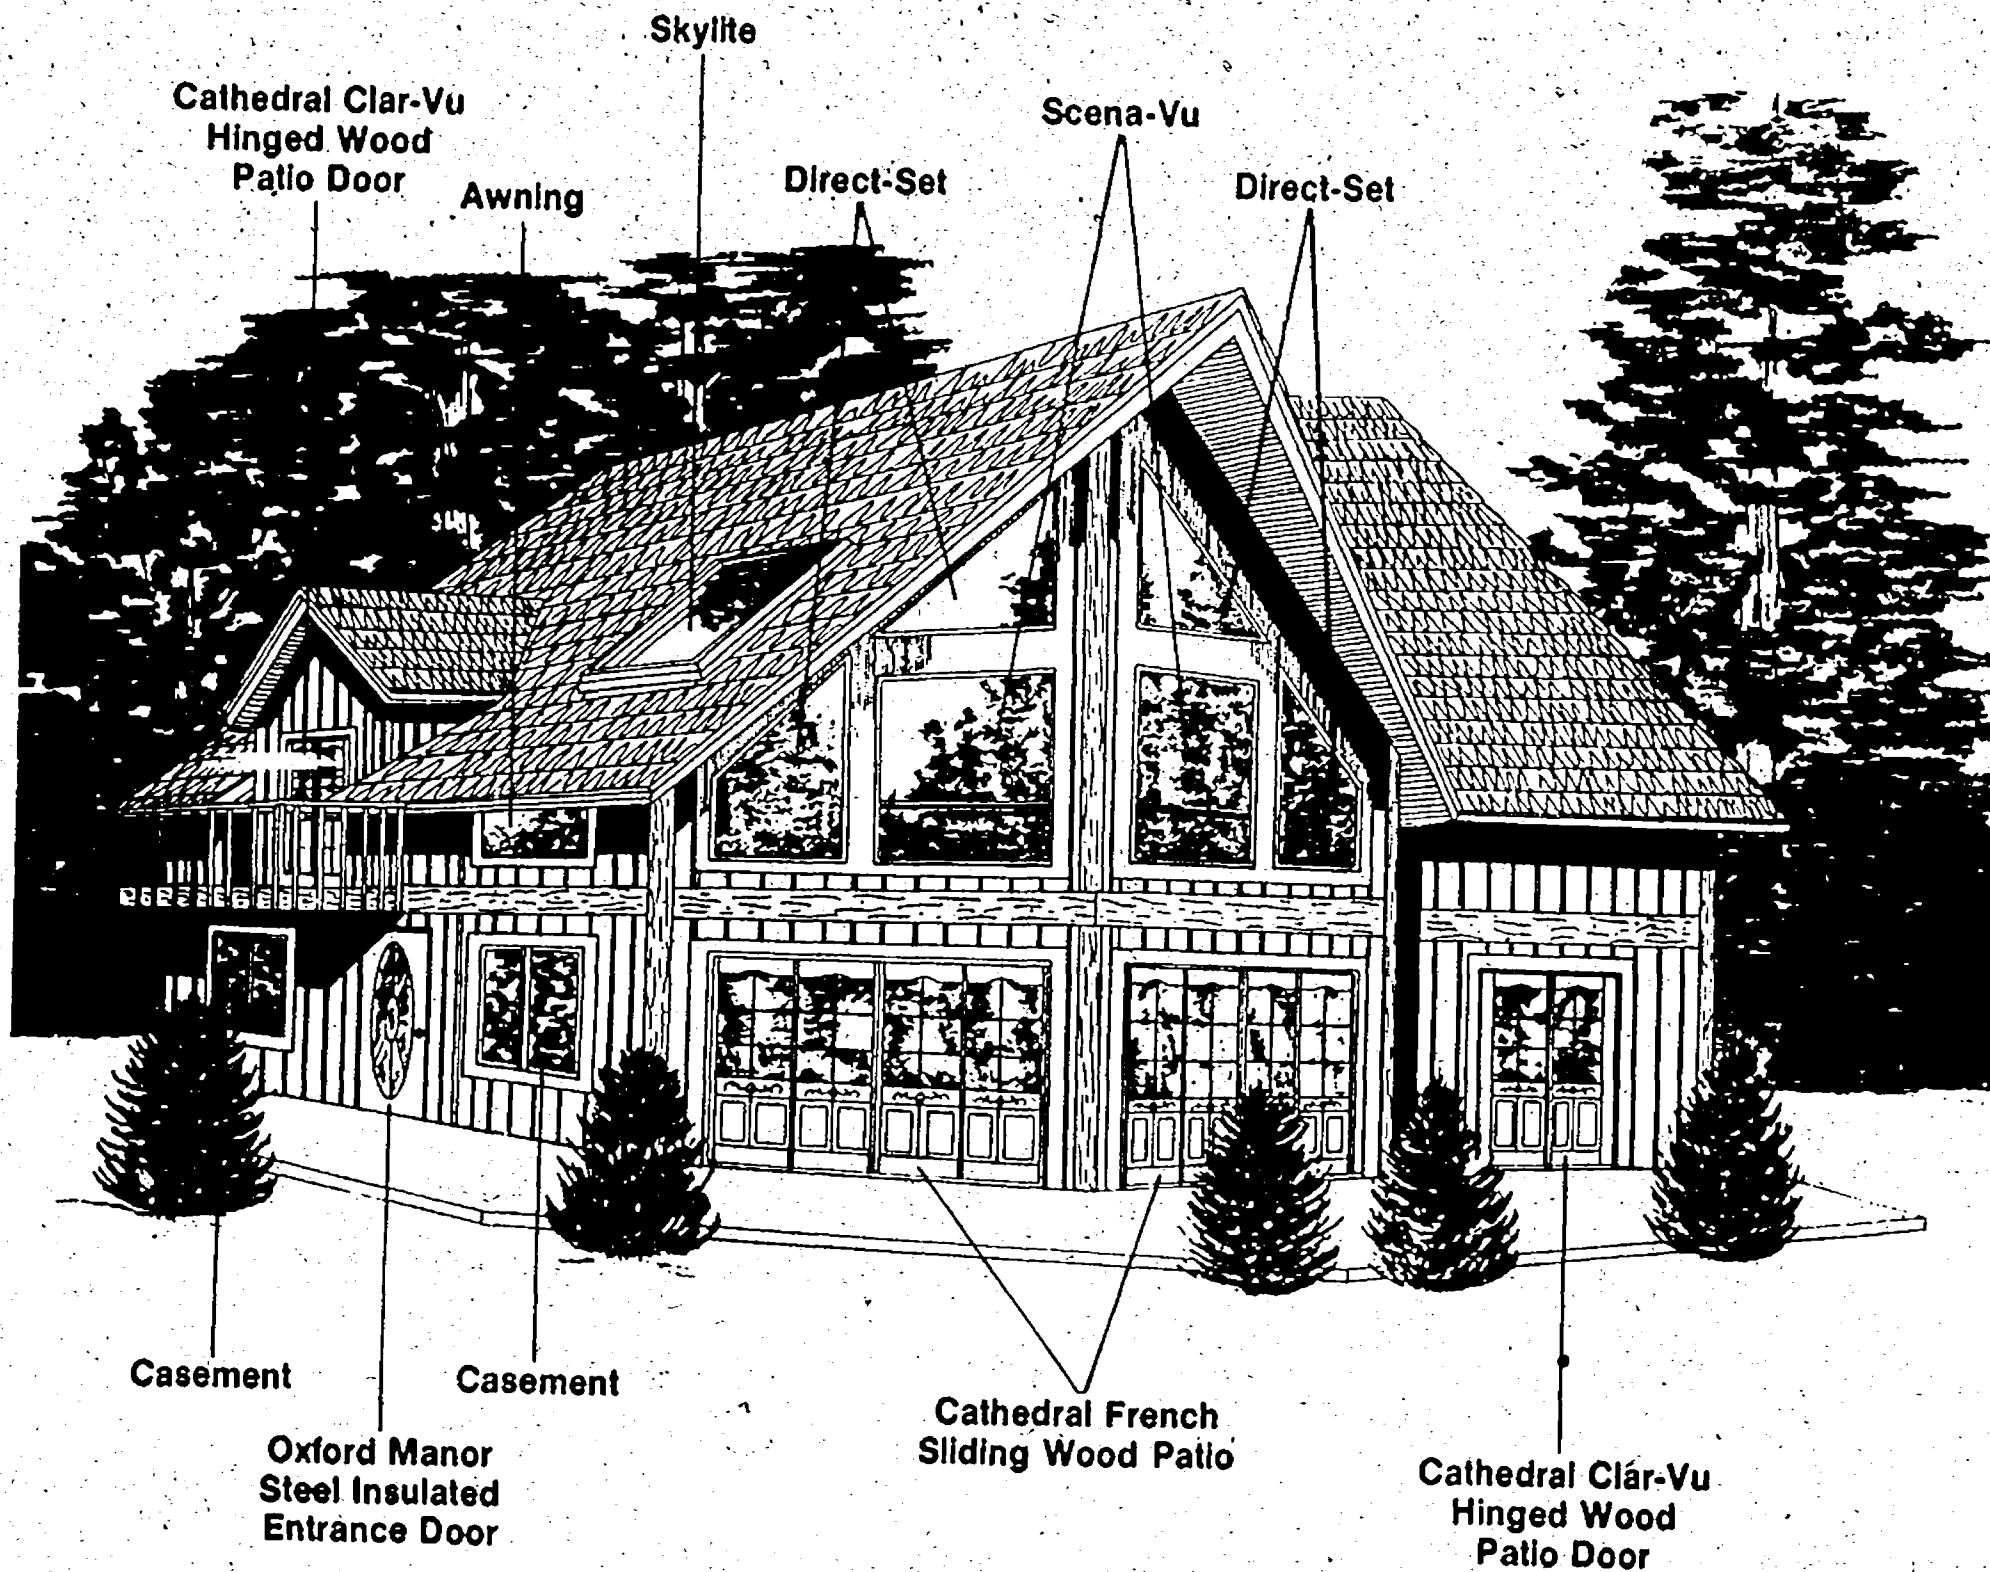 Skylite
Cathedral Clar-Vu
Hinged Wood
Patio Door
Awning
Direct-Set
Scena-Vu
Direct-Set
Casement
Oxford Manor
Steel Insulated
Entrance Door
Casement
Cathedral French
Sliding Wood Patio
Cathedral Clar-Vu
Hinged Wood
Patio Door